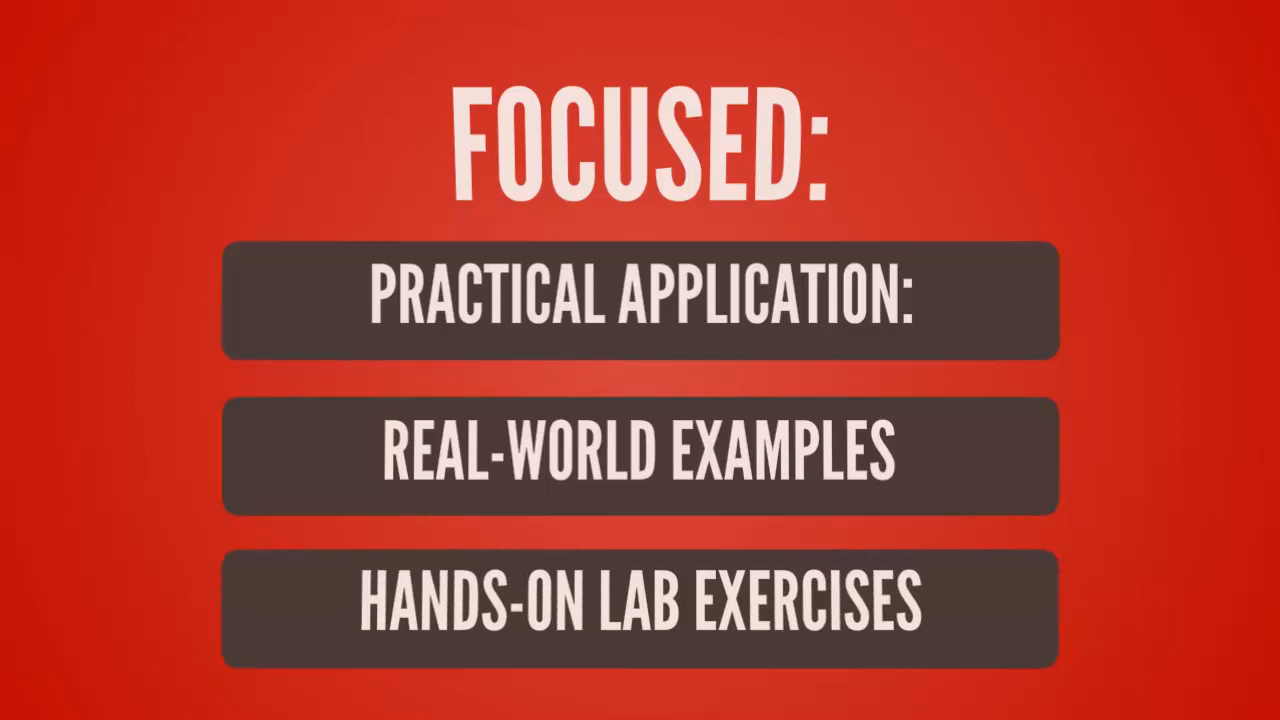 FOCUSED:
PRACTICAL APPLICATION:
REAL-WORLD EXAMPLES
HANDS-ON LAB EXERCISES